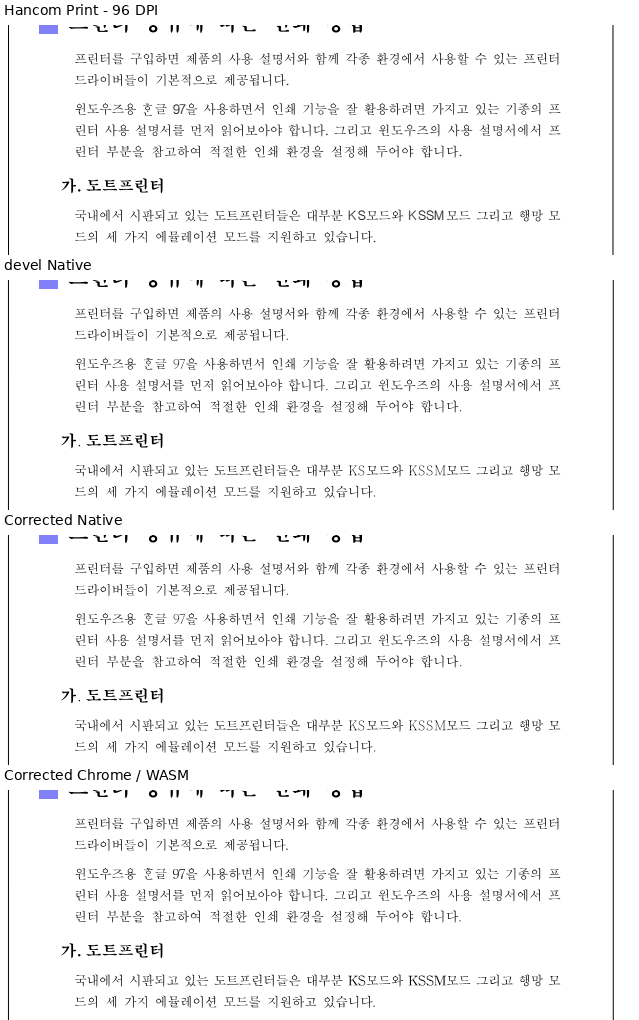 Hancom Print - 96 DPI
프린터를 구입하면 제품의 사용 설명서와 함께 각종 환경에서 사용할 수 있는 프린터
드라이버들이 기본적으로 제공됩니다.
윈도우즈용 ᄒᆞᆫ글 97을 사용하면서 인쇄 기능을 잘 활용하려면 가지고 있는 기종의 프
린터 사용 설명서를 먼저 읽어보아야 합니다. 그리고 윈도우즈의 사용 설명서에서 프
린터 부분을 참고하여 적절한 인쇄 환경을 설정해 두어야 합니다.
가. 도트프린터
국내에서 시판되고 있는 도트프린터들은 대부분 KS모드와 KSSM모드 그리고 행망 모
드의 세 가지 에뮬레이션 모드를 지원하고 있습니다.
devel Native
프린터를 구입하면 제품의 사용 설명서와 함께 각종 환경에서 사용할 수 있는 프린터
드라이버들이 기본적으로 제공됩니다.
윈도우즈용 ᄒᆞᆫ글 97을 사용하면서 인쇄 기능을 잘 활용하려면 가지고 있는 기종의 프
린터 사용 설명서를 먼저 읽어보아야 합니다. 그리고 윈도우즈의 사용 설명서에서 프
린터 부분을 참고하여 적절한 인쇄 환경을 설정해 두어야 합니다.
가. 도트프린터
국내에서 시판되고 있는 도트프린터들은 대부분 KS모드와 KSSM모드 그리고 행망 모
드의 세 가지 에뮬레이션 모드를 지원하고 있습니다.
Corrected Native
프린터를 구입하면 제품의 사용 설명서와 함께 각종 환경에서 사용할 수 있는 프린터
드라이버들이 기본적으로 제공됩니다.
윈도우즈용 ᄒᆞᆫ글 97을 사용하면서 인쇄 기능을 잘 활용하려면 가지고 있는 기종의 프
린터 사용 설명서를 먼저 읽어보아야 합니다. 그리고 윈도우즈의 사용 설명서에서 프
린터 부분을 참고하여 적절한 인쇄 환경을 설정해 두어야 합니다.
가. 도트프린터
국내에서 시판되고 있는 도트프린터들은 대부분 KS모드와 KSSM모드 그리고 행망 모
드의 세 가지 에뮬레이션 모드를 지원하고 있습니다.
Corrected Chrome / WASM
프린터를 구입하면 제품의 사용 설명서와 함께 각종 환경에서 사용할 수 있는 프린터
드라이버들이 기본적으로 제공됩니다.
윈도우즈용 ᄒᆞᆫ글 97을 사용하면서 인쇄 기능을 잘 활용하려면 가지고 있는 기종의 프
린터 사용 설명서를 먼저 읽어보아야 합니다. 그리고 윈도우즈의 사용 설명서에서 프
린터 부분을 참고하여 적절한 인쇄 환경을 설정해 두어야 합니다.
가. 도트프린터
국내에서 시판되고 있는 도트프린터들은 대부분 KS모드와 KSSM모드 그리고 행망 모
드의 세 가지 에뮬레이션 모드를 지원하고 있습니다.